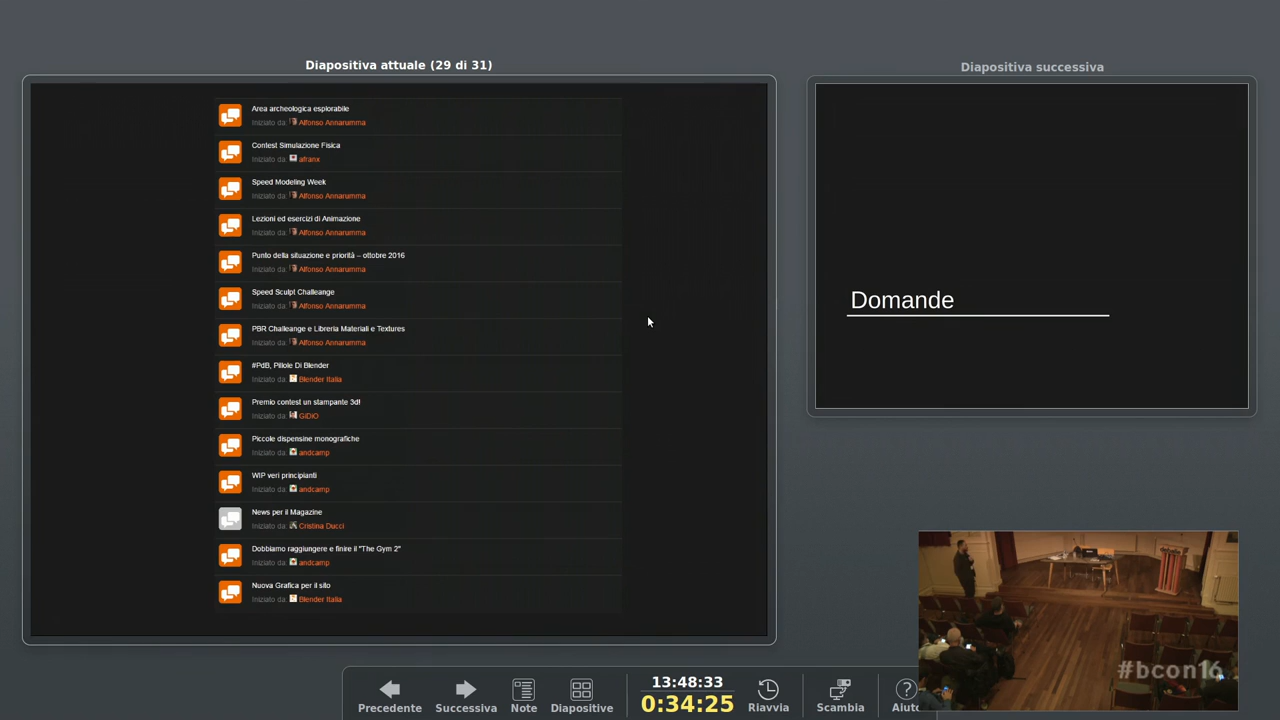 Diapositiva attuale (29 di 31)
Diapositiva successiva
Area archeologica esplorabile
Iniziato da: Alfonso Annarumma
Contest Simulazione Fisica
Iniziato da: afranx
Speed Modeling Week
Iniziato da: Alfonso Annarumma
Lezioni ed esercizi di Animazione
Iniziato da: Alfonso Annarumma
Punto della situazione e priorità – ottobre 2016
Iniziato da: Alfonso Annarumma
Speed Sculpt Challeange
Iniziato da: Alfonso Annarumma
PBR Challeange e Libreria Materiali e Textures
Iniziato da: Alfonso Annarumma
#PdB, Pillole Di Blender
Iniziato da: Blender Italia
Premio contest un stampante 3d!
Iniziato da: GiDiO
Piccole dispensine monografiche
Iniziato da: andcamp
WIP veri principianti
Iniziato da: andcamp
News per il Magazine
Iniziato da: Cristina Ducci
Dobbiamo raggiungere e finire il "The Gym 2"
Iniziato da: andcamp
Nuova Grafica per il sito
Iniziato da: Blender Italia
Domande
#bcon16
Precedente
Successiva
Note
Diapositive
13:48:33
0:34:25
Riavvia
Scambia
Aiuto